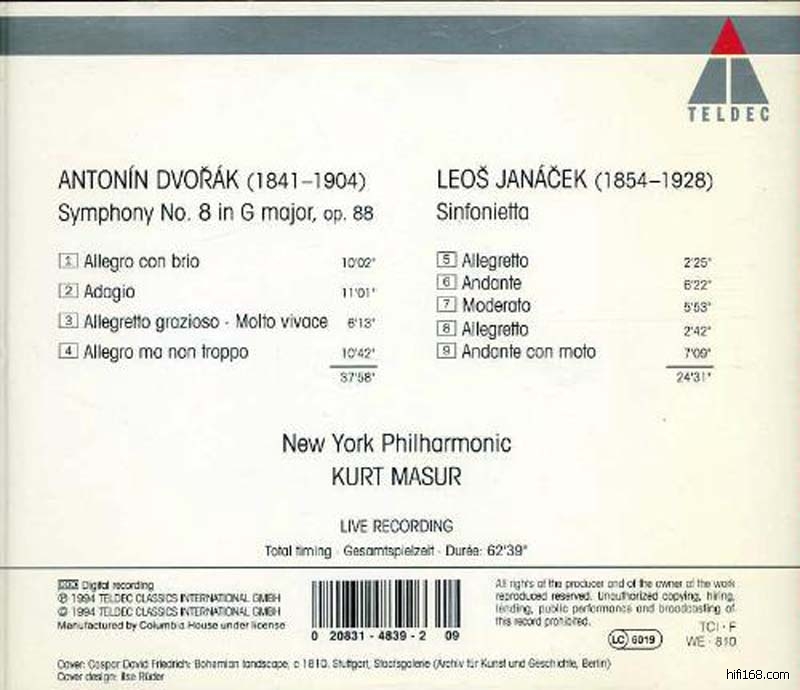 TELDEC
ANTONÍN DVOŘÁK (1841–1904)
Symphony No. 8 in G major, op. 88
1 Allegro con brio 10'02"
2 Adagio 11'01"
3 Allegretto grazioso · Molto vivace 6'13"
4 Allegro ma non troppo 10'42"
37'58"
LEOŠ JANÁČEK (1854–1928)
Sinfonietta
5 Allegretto 2'25"
6 Andante 6'22"
7 Moderato 5'53"
8 Allegretto 2'42"
9 Andante con moto 7'09"
24'31"
New York Philharmonic
KURT MASUR
LIVE RECORDING
Total timing · Gesamtspielzeit · Durée: 62'39"
DDD Digital recording
℗ 1994 TELDEC CLASSICS INTERNATIONAL GMBH
© 1994 TELDEC CLASSICS INTERNATIONAL GMBH
Manufactured by Columbia House under license
0 20831 - 4839 - 2 09
All rights of the producer and of the owner of the work
reproduced reserved. Unauthorized copying, hiring,
lending, public performance and broadcasting of
this record prohibited.
LC 6019
TCI · F
WE · 810
Cover: Caspar David Friedrich: Bohemian landscape, c 1810. Stuttgart, Staatsgalerie (Archiv für Kunst und Geschichte, Berlin)
Cover design: Ilse Rüder
hifi168.com